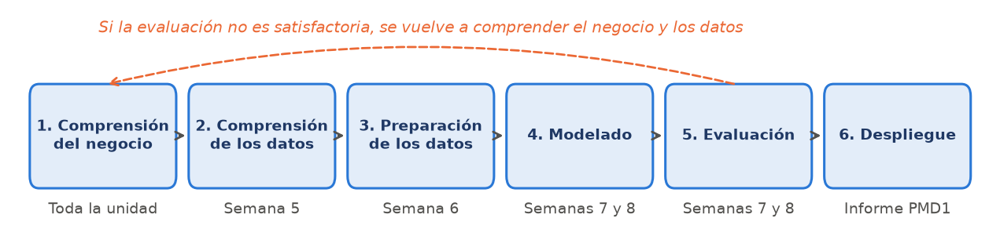 Si la evaluación no es satisfactoria, se vuelve a comprender el negocio y los datos
1. Comprensión
del negocio
2. Comprensión
de los datos
3. Preparación
de los datos
4. Modelado
5. Evaluación
6. Despliegue
Toda la unidad
Semana 5
Semana 6
Semanas 7 y 8
Semanas 7 y 8
Informe PMD1